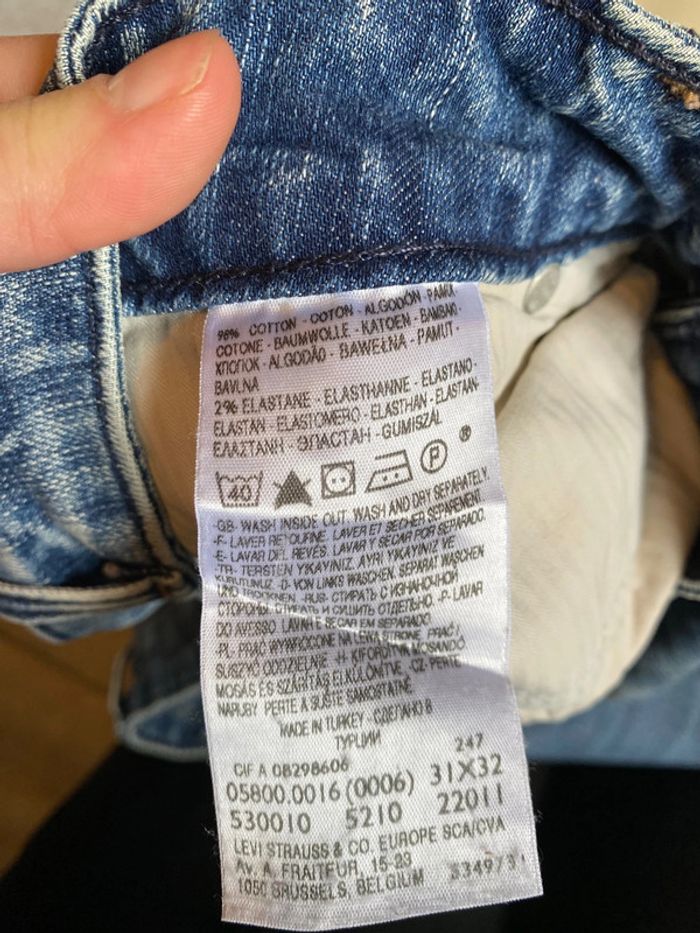 98% COTTON - COTON - ALGODÓN - PAMUK
COTONE - BAUMWOLLE - KATOEN - BAMBAKI -
ΧЛОПОК - ALGODÃO - BAWEŁNA - PAMUT -
BAVLNA
2% ELASTANE - ELASTHANNE - ELASTANO -
ELASTAN - ELASTOMERO - ELASTHAN - ELASTAN -
ΕΛΑΣΤΑΝΗ - ЭЛАСТАН - GUMISZÁL
40 P ®
-GB- WASH INSIDE OUT. WASH AND DRY SEPARATELY.
-F- LAVER RETOURNE. LAVER ET SECHER SEPAREMENT
-E- LAVAR DEL REVES. LAVAR Y SECAR POR SEPARADO.
-TR- TERSTEN YIKAYINIZ. AYRI YIKAYINIZ VE
KURUTUNUZ. -D- VON LINKS WASCHEN. SEPARAT WASCHEN
UND TROCKNEN. -RUS- СТИРАТЬ С ИЗНАНОЧНОЙ
СТОРОНЫ. СТИРАТЬ И СУШИТЬ ОТДЕЛЬНО. -P- LAVAR
DO AVESSO. LAVAR E SECAR EM SEPARADO.
-PL- PRAĆ WYWRÓCONE NA LEWĄ STRONĘ. PRAĆ I
SUSZYĆ ODDZIELNIE -H- KIFORDÍTVA MOSANDÓ
MOSÁS ÉS SZÁRÍTÁS ELKÜLÖNÍTVE -CZ- PERTE
NARUBY. PERTE A SUŠTE SAMOSTATNĚ
MADE IN TURKEY - СДЕЛАНО В
ТУРЦИИ
247
CIF A 08298606
05800.0016 (0006) 31X32
530010 5210 22011
LEVI STRAUSS & CO. EUROPE SCA/CVA
Av. A. FRAITEUR, 15-23
1050 BRUSSELS, BELGIUM